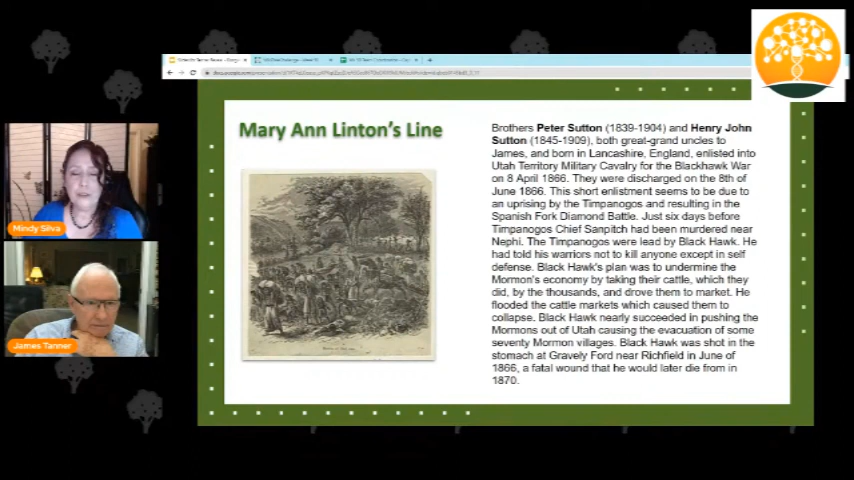 Mary Ann Linton's Line
Brothers Peter Sutton (1839-1904) and Henry John
Sutton (1845-1909), both great-grand uncles to
James, and born in Lancashire, England, enlisted into
Utah Territory Military Cavalry for the Blackhawk War
on 8 April 1866. They were discharged on the 8th of
June 1866. This short enlistment seems to be due to
an uprising by the Timpanogos and resulting in the
Spanish Fork Diamond Battle. Just six days before
Timpanogos Chief Sanpitch had been murdered near
Nephi. The Timpanogos were lead by Black Hawk. He
had told his warriors not to kill anyone except in self
defense. Black Hawk's plan was to undermine the
Mormon's economy by taking their cattle, which they
did, by the thousands, and drove them to market. He
flooded the cattle markets which caused them to
collapse. Black Hawk nearly succeeded in pushing the
Mormons out of Utah causing the evacuation of some
seventy Mormon villages. Black Hawk was shot in the
stomach at Gravely Ford near Richfield in June of
1866, a fatal wound that he would later die from in
1870.
Mindy Silva
James Tanner